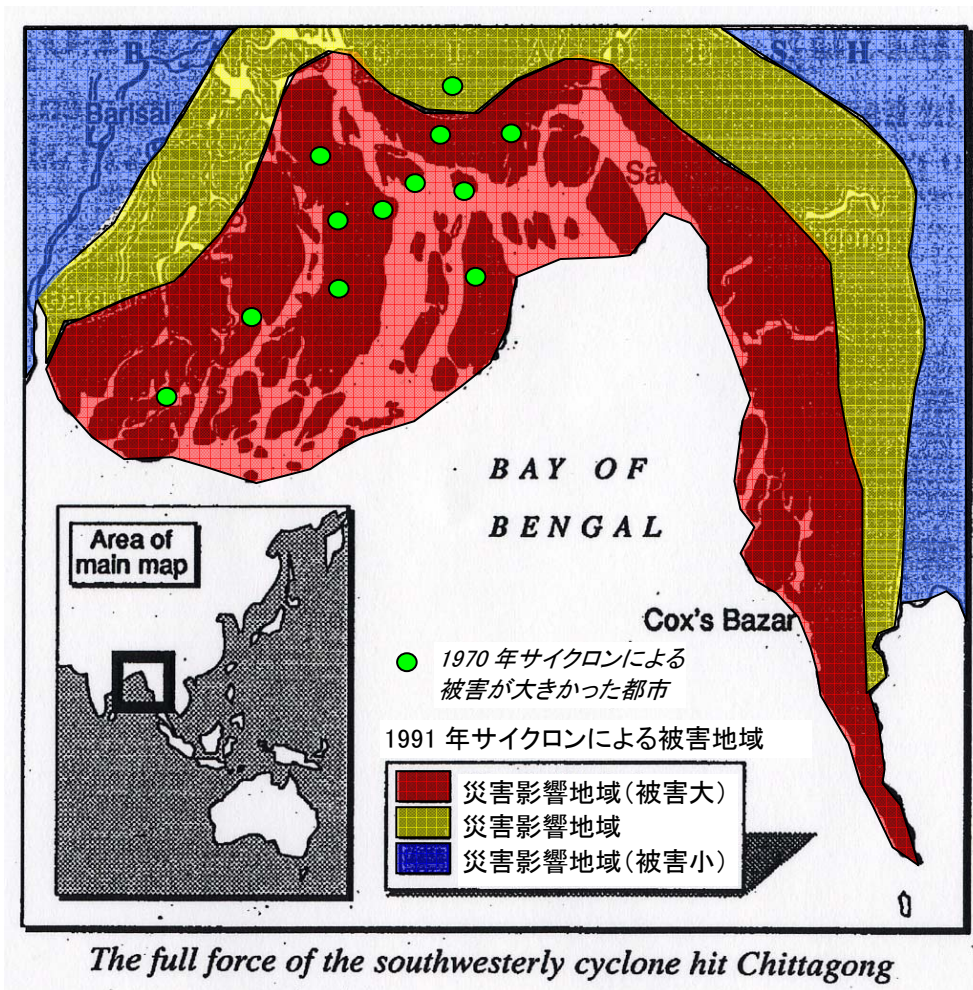 B A N G L A D E S H
Barisal
BAY OF
BENGAL
Area of
main map
Cox's Bazar
1970 年サイクロンによる
被害が大きかった都市
1991 年サイクロンによる被害地域
災害影響地域（被害大）
災害影響地域
災害影響地域（被害小）
The full force of the southwesterly cyclone hit Chittagong